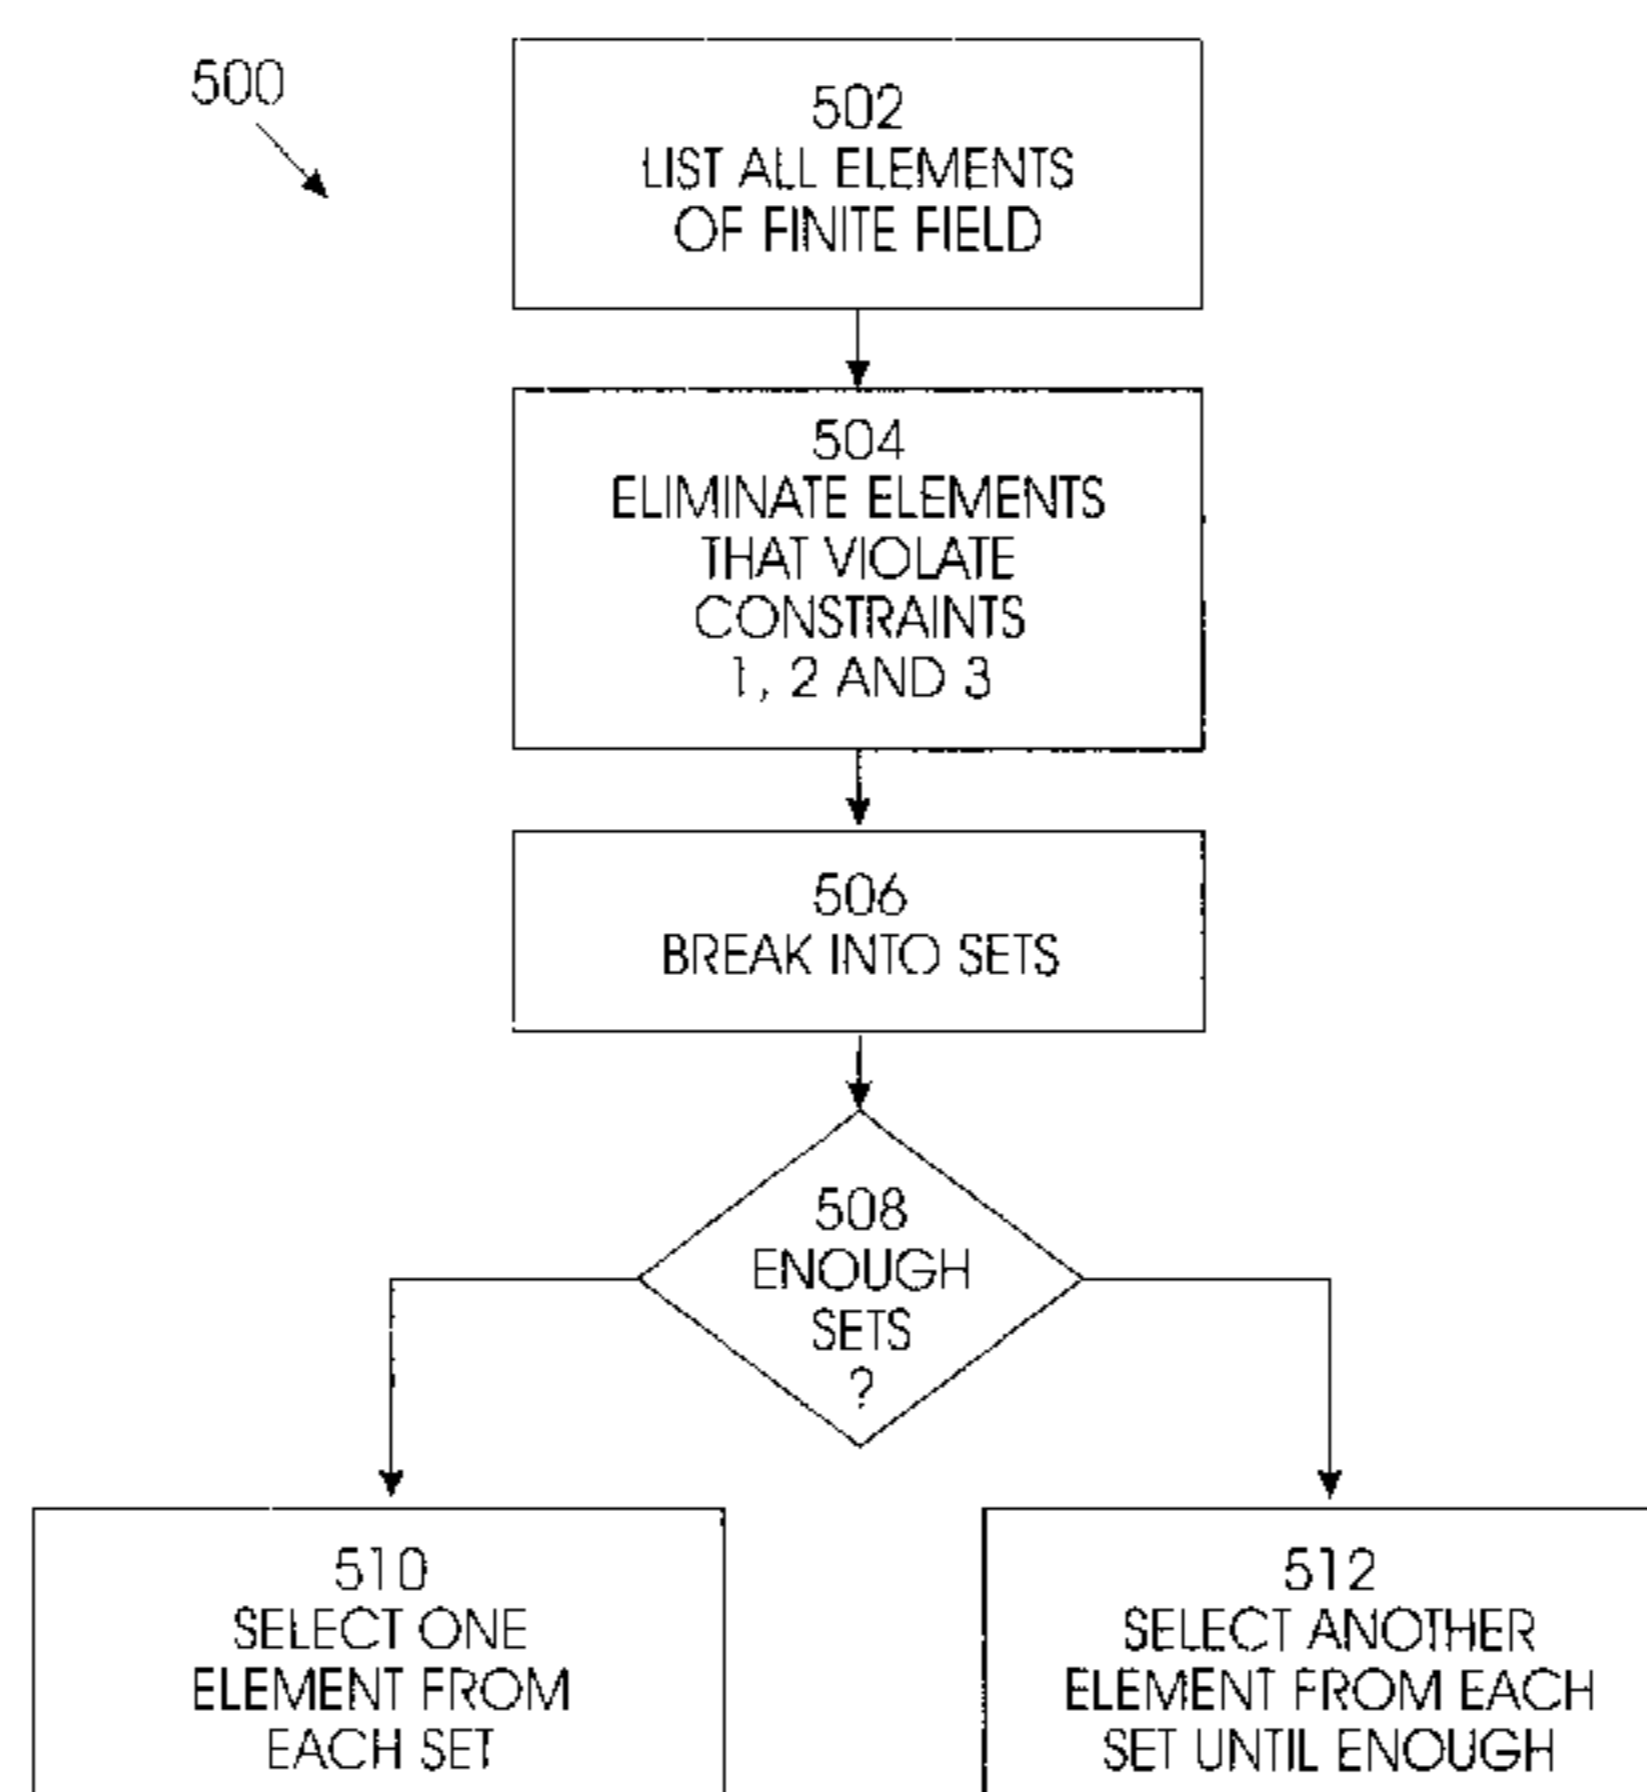 500
502
LIST ALL ELEMENTS
OF FINITE FIELD
504
ELIMINATE ELEMENTS
THAT VIOLATE
CONSTRAINTS
1, 2 AND 3
506
BREAK INTO SETS
508
ENOUGH
SETS
?
510
SELECT ONE
ELEMENT FROM
EACH SET
512
SELECT ANOTHER
ELEMENT FROM EACH
SET UNTIL ENOUGH